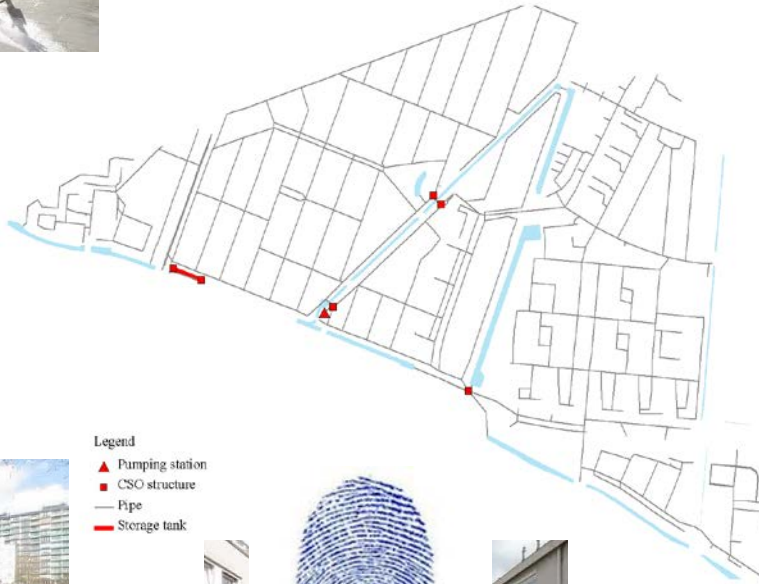 Legend
Pumping station
CSO structure
Pipe
Storage tank